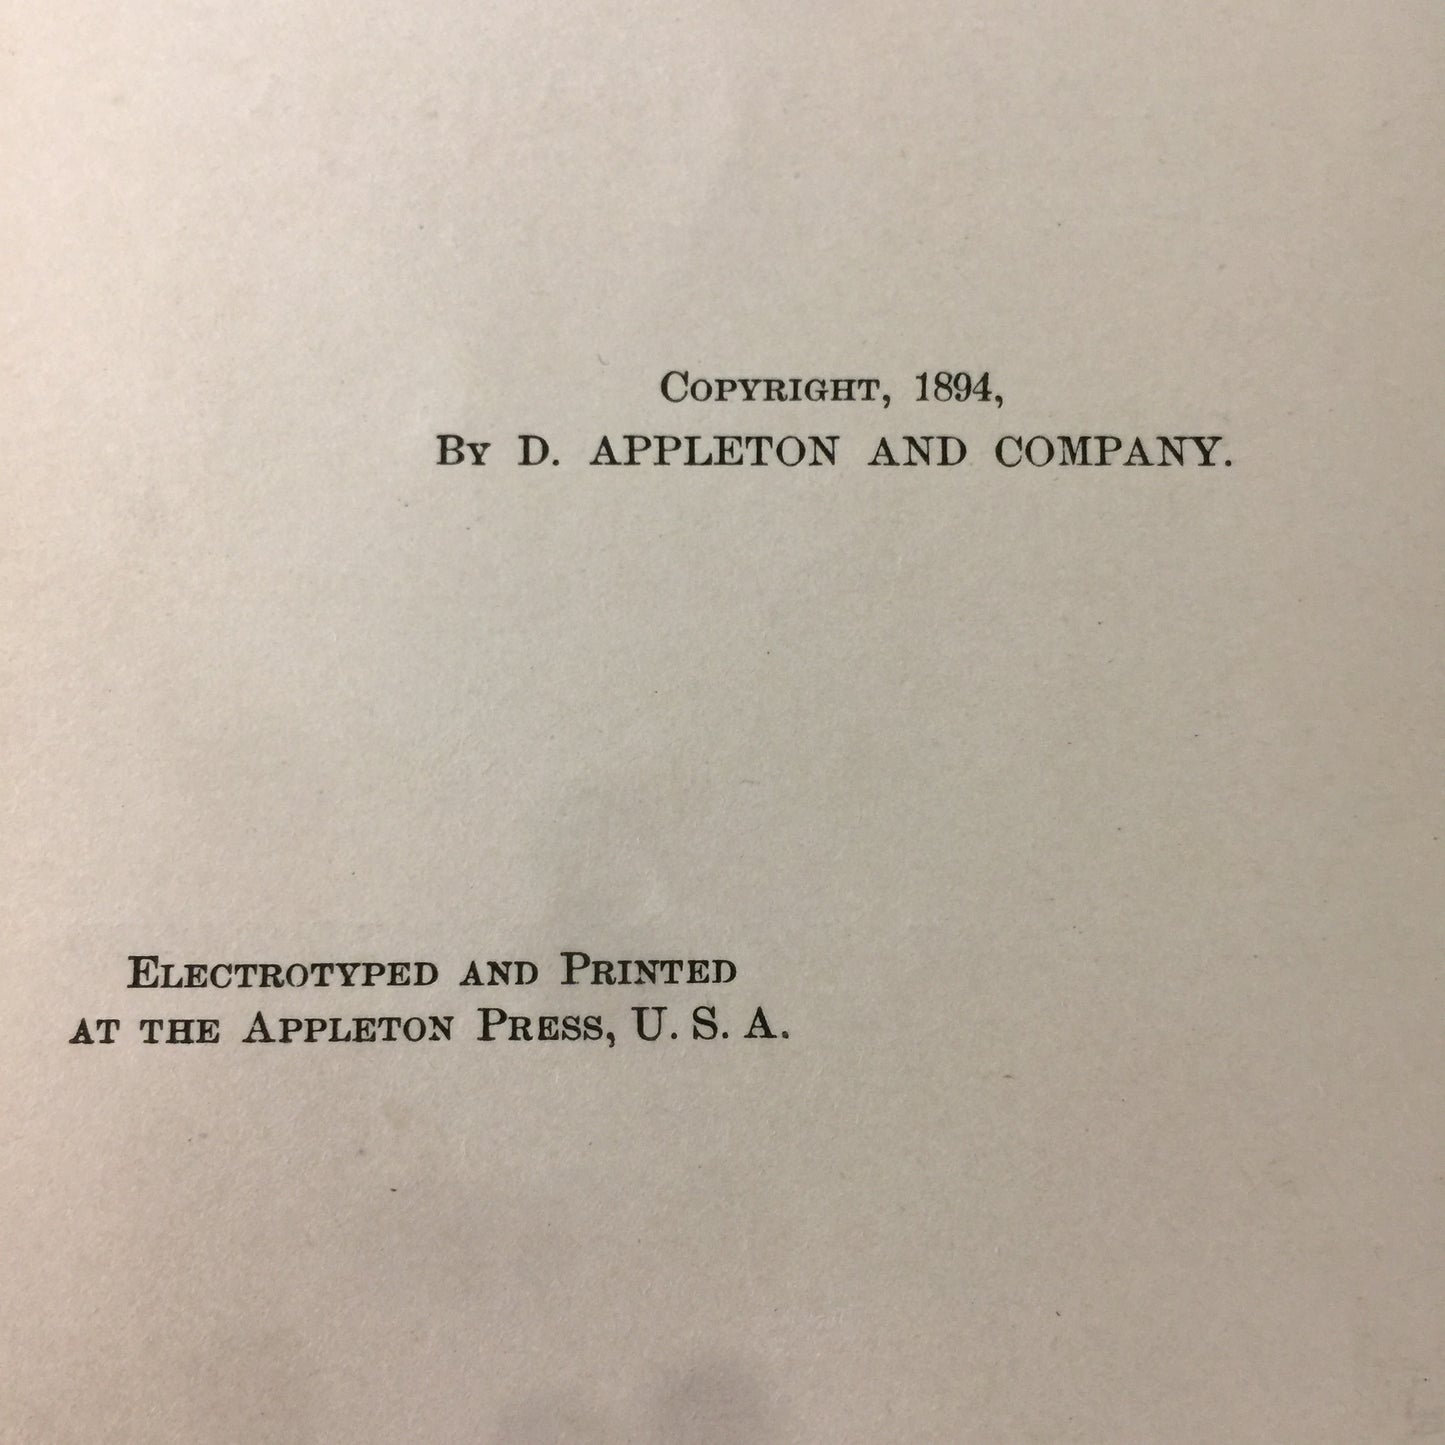 Copyright, 1894,
By D. APPLETON AND COMPANY.
Electrotyped and Printed
at the Appleton Press, U. S. A.